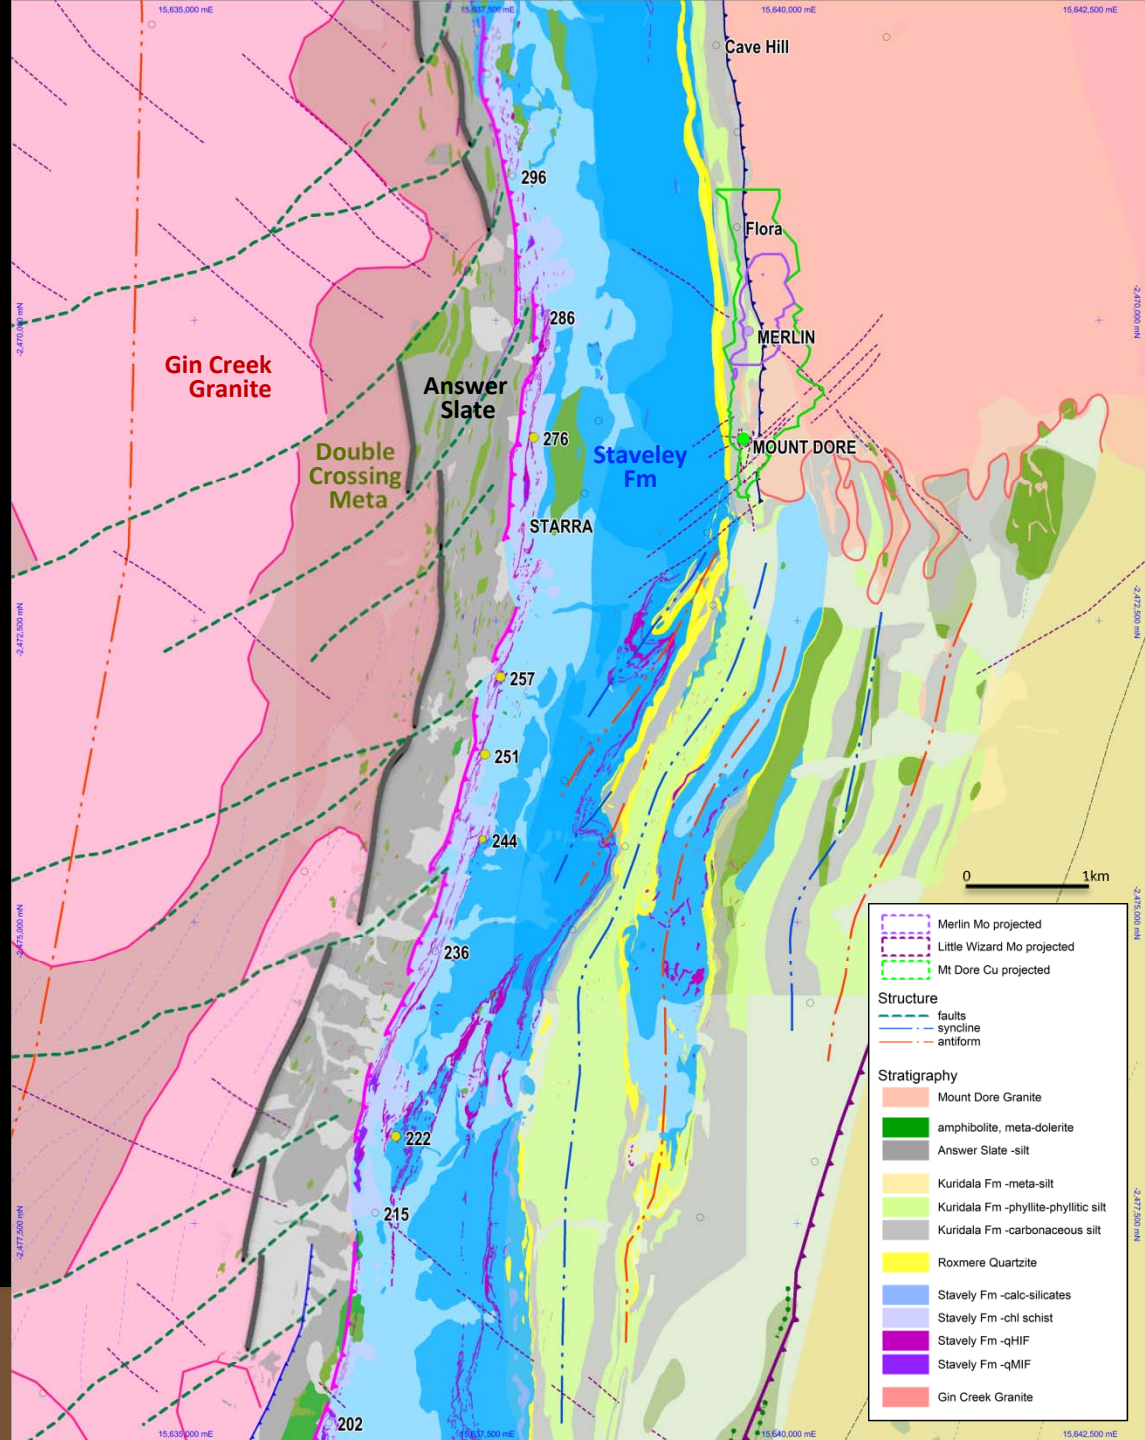 15,635,000 mE
15,637,500 mE
15,640,000 mE
15,642,500 mE
Cave Hill
296
Flora
-2,470,000 mN
-2,470,000 mN
286
MERLIN
Gin Creek
Granite
Answer
Slate
276
Staveley
Fm
MOUNT DORE
Double
Crossing
Meta
STARRA
-2,472,500 mN
-2,472,500 mN
257
251
244
0
1km
236
-2,475,000 mN
-2,475,000 mN
Merlin Mo projected
Little Wizard Mo projected
Mt Dore Cu projected
Structure
faults
syncline
antiform
Stratigraphy
Mount Dore Granite
amphibolite, meta-dolerite
Answer Slate -silt
Kuridala Fm -meta-silt
Kuridala Fm -phyllite-phyllitic silt
Kuridala Fm -carbonaceous silt
Roxmere Quartzite
Stavely Fm -calc-silicates
Stavely Fm -chl schist
Stavely Fm -qHIF
Stavely Fm -qMIF
Gin Creek Granite
222
215
-2,477,500 mN
-2,477,500 mN
202
15,635,000 mE
15,637,500 mE
15,640,000 mE
15,642,500 mE